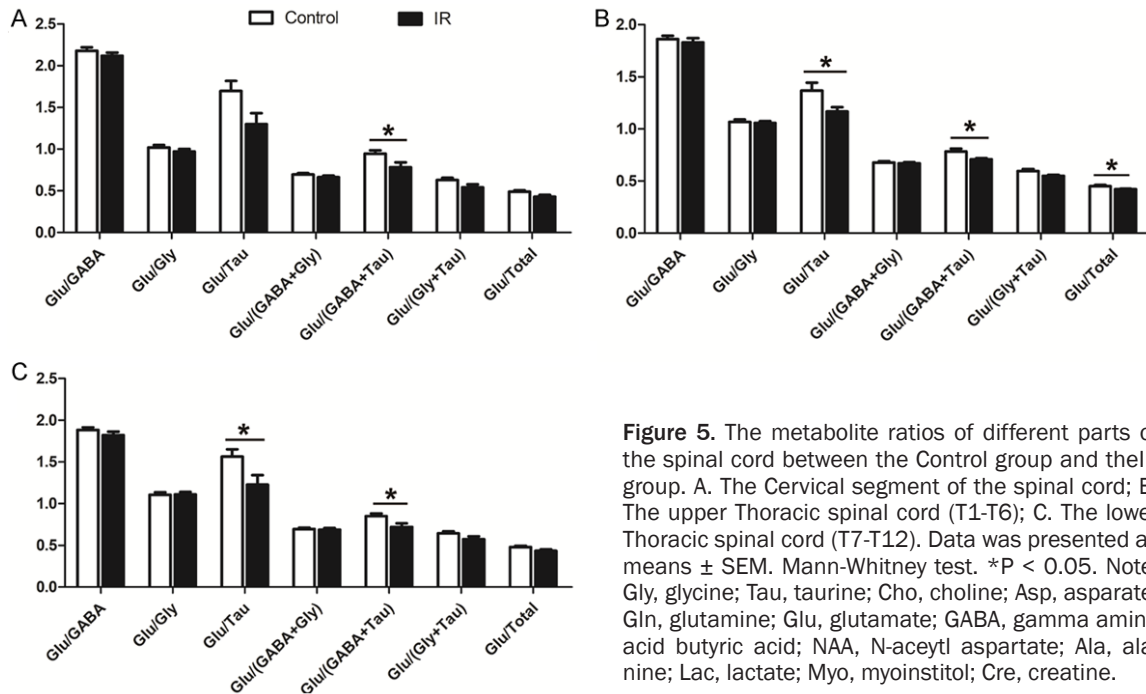 A
Control IR
2.5
2.0
1.5
1.0
0.5
0.0
*
Glu/GABA
Glu/Gly
Glu/Tau
Glu/(GABA+Gly)
Glu/(GABA+Tau)
Glu/(Gly+Tau)
Glu/Total
B
2.0
1.5
1.0
0.5
0.0
*
*
*
Glu/GABA
Glu/Gly
Glu/Tau
Glu/(GABA+Gly)
Glu/(GABA+Tau)
Glu/(Gly+Tau)
Glu/Total
C
2.5
2.0
1.5
1.0
0.5
0.0
*
*
Glu/GABA
Glu/Gly
Glu/Tau
Glu/(GABA+Gly)
Glu/(GABA+Tau)
Glu/(Gly+Tau)
Glu/Total
Figure 5. The metabolite ratios of different parts
the spinal cord between the Control group and
group. A. The Cervical segment of the spinal cord;
The upper Thoracic spinal cord (T1-T6); C. The
Thoracic spinal cord (T7-T12). Data was presented
means ± SEM. Mann-Whitney test. *P < 0.05.
Gly, glycine; Tau, taurine; Cho, choline; Asp,
Gln, glutamine; Glu, glutamate; GABA, gamma
acid butyric acid; NAA, N-aceytl aspartate; Ala, ala-
nine; Lac, lactate; Myo, myoinstitol; Cre, creatine.